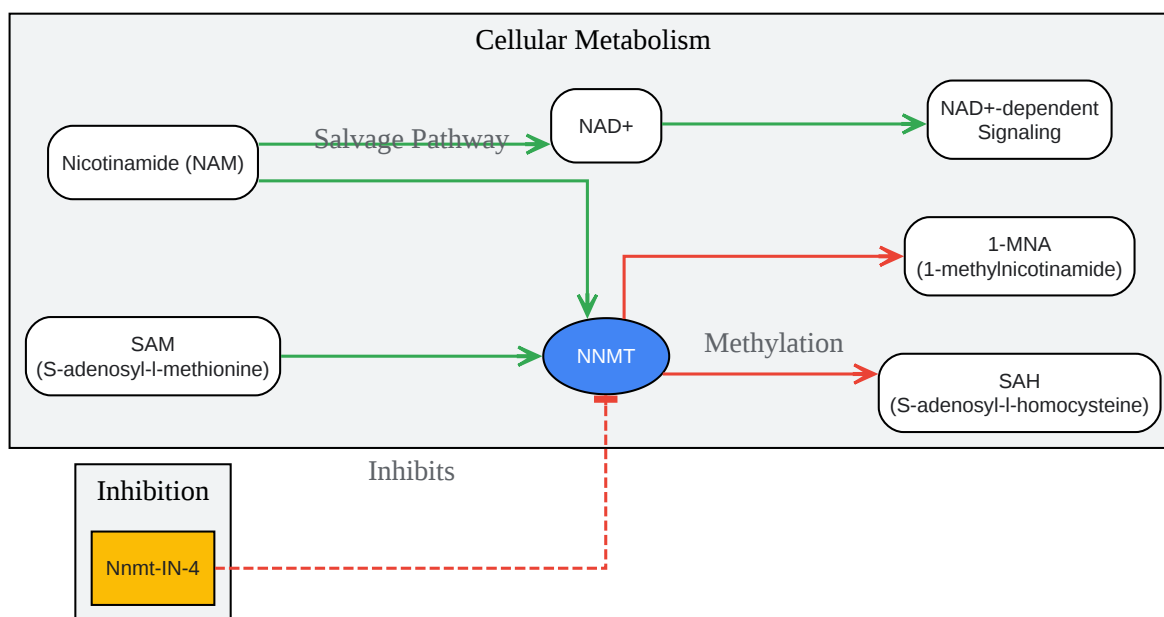 Cellular Metabolism
NAD+
NAD+-dependent
Signaling
Salvage Pathway
Nicotinamide (NAM)
1-MNA
(1-methylnicotinamide)
SAM
(S-adenosyl-l-methionine)
NNMT
Methylation
SAH
(S-adenosyl-l-homocysteine)
Inhibits
Inhibition
Nnmt-IN-4